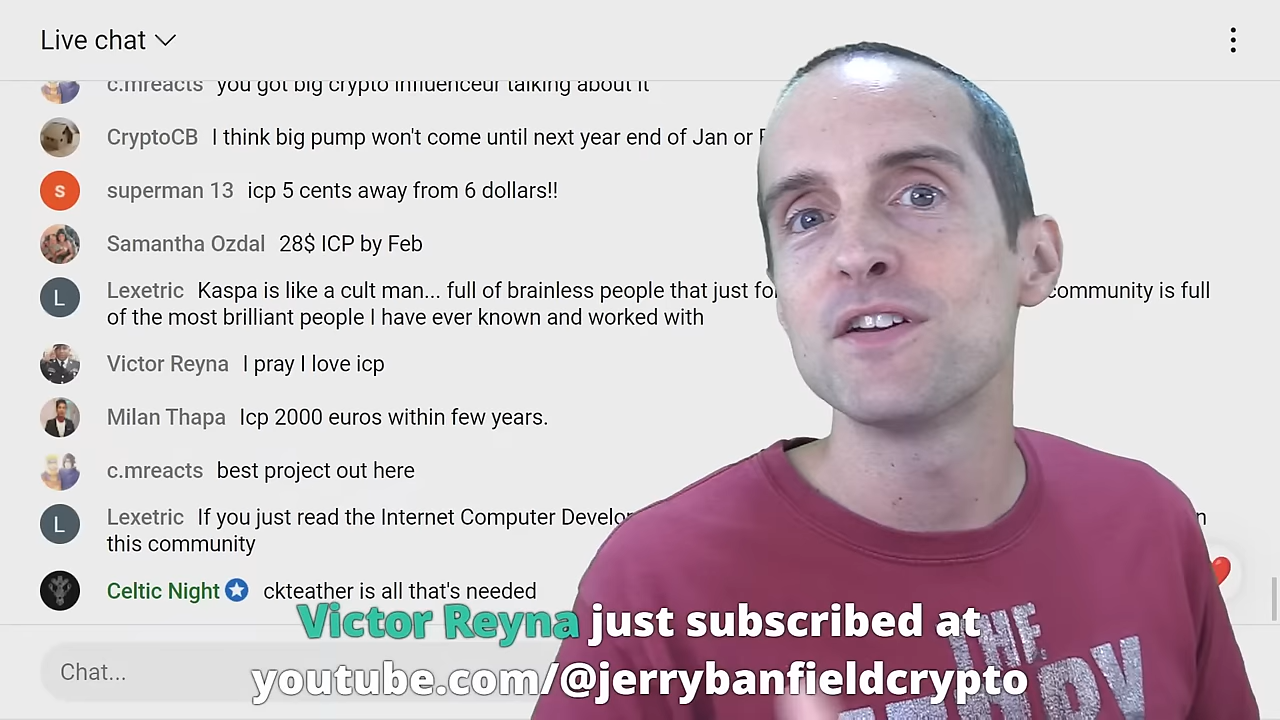 Live chat
c.mreacts you got big crypto influenceur talking about it
CryptoCB I think big pump won't come until next year end of Jan or
superman 13 icp 5 cents away from 6 dollars!!
Samantha Ozdal 28$ ICP by Feb
Lexetric Kaspa is like a cult man... full of brainless people that just community is full
of the most brilliant people I have ever known and worked with
Victor Reyna I pray I love icp
Milan Thapa Icp 2000 euros within few years.
c.mreacts best project out here
Lexetric If you just read the Internet Computer
this community
Celtic Night ckteather is all that's needed
Victor Reyna just subscribed at
youtube.com/@jerrybanfieldcrypto
Chat...
S
L
L
THE